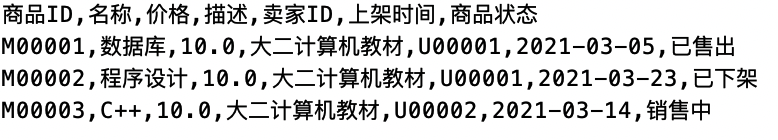 商品ID,名称,价格,描述,卖家ID,上架时间,商品状态
M00001,数据库,10.0,大二计算机教材,U00001,2021-03-05,已售出
M00002,程序设计,10.0,大二计算机教材,U00001,2021-03-23,已下架
M00003,C++,10.0,大二计算机教材,U00002,2021-03-14,销售中